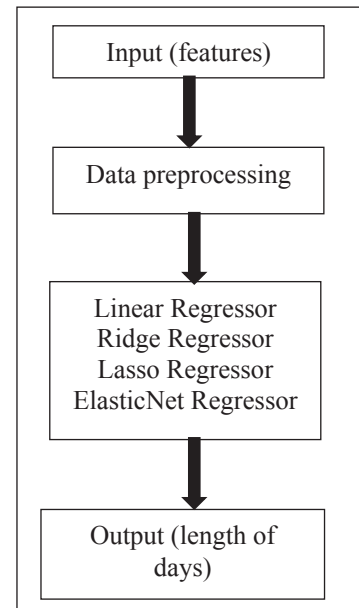 Input (features)
Data preprocessing
Linear Regressor
Ridge Regressor
Lasso Regressor
ElasticNet Regressor
Output (length of
days)